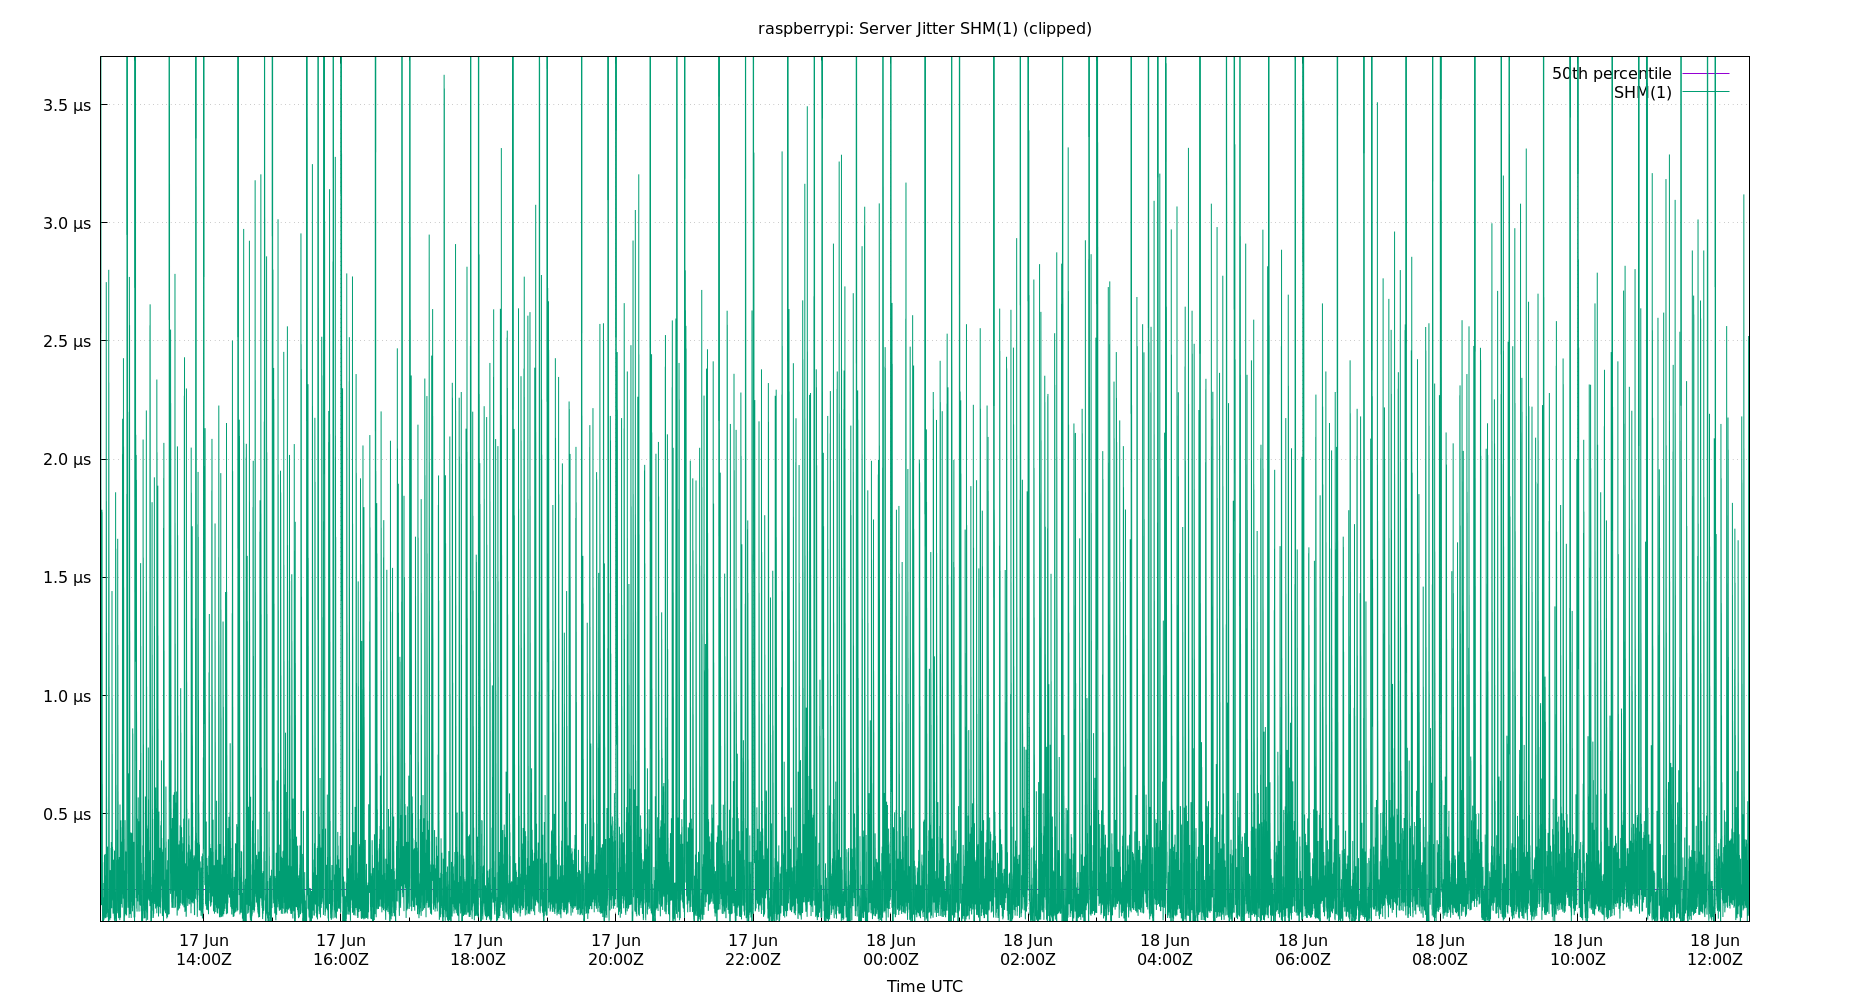 raspberrypi: Server Jitter SHM(1) (clipped)
50th percentile
SHM(1)
3.5 μs
3.0 μs
2.5 μs
2.0 μs
1.5 μs
1.0 μs
0.5 μs
17 Jun 17 Jun 17 Jun 17 Jun 17 Jun 18 Jun 18 Jun 18 Jun 18 Jun 18 Jun 18 Jun 18 Jun
14:00Z 16:00Z 18:00Z 20:00Z 22:00Z 00:00Z 02:00Z 04:00Z 06:00Z 08:00Z 10:00Z 12:00Z
Time UTC